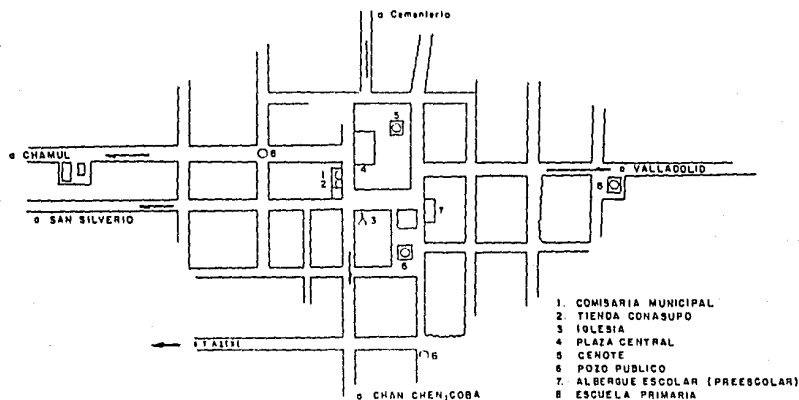 a Cementerio
5
a CHAMUL
6
4
1
2
a VALLADOLID
8
7
3
a SAN SILVERIO
6
6
a CHAN CHEN, COBA
1. COMISARIA MUNICIPAL
2. TIENDA CONASUPO
3 IGLESIA
4 PLAZA CENTRAL
5 CENOTE
6 POZO PUBLICO
7. ALBERGUE ESCOLAR (PREESCOLAR)
8 ESCUELA PRIMARIA